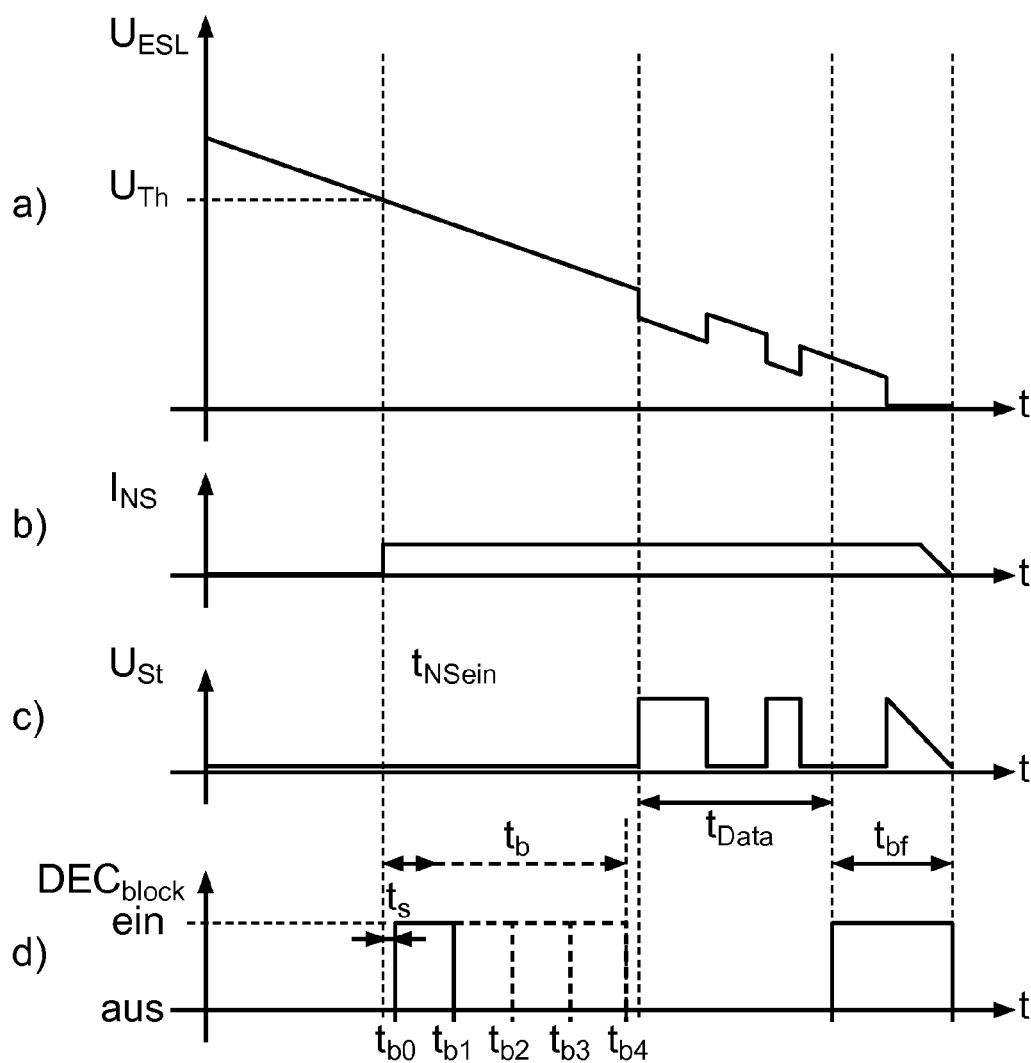 U_ESL
U_Th
a)
t
I_NS
b)
t
U_St
t_NSein
c)
t
t_Data
t_b
t_bf
DEC_block
t_s
ein
d)
aus
t
t_b0 t_b1 t_b2 t_b3 t_b4